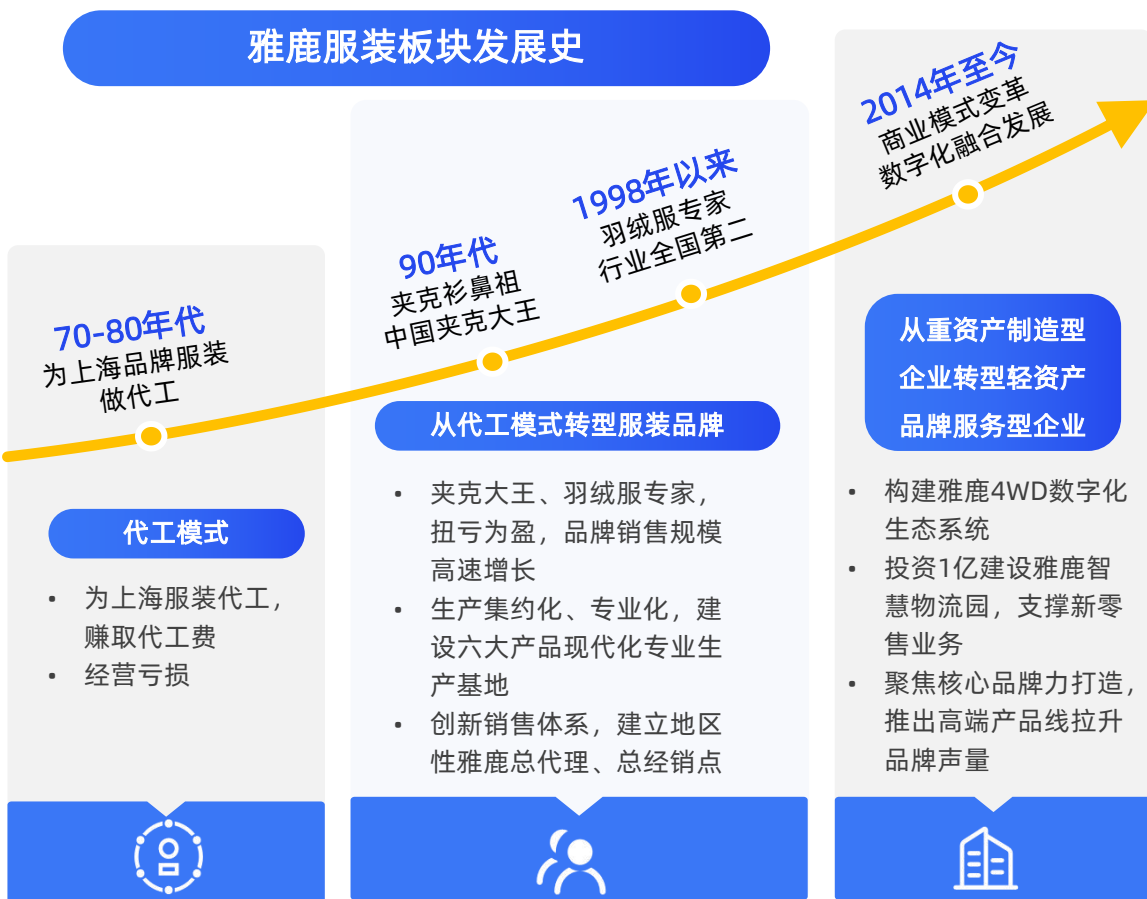 雅鹿服装板块发展史
70-80年代
为上海品牌服装
做代工
代工模式
• 为上海服装代工，
赚取代工费
• 经营亏损
90年代
夹克衫鼻祖
中国夹克大王
1998年以来
羽绒服专家
行业全国第二
从代工模式转型服装品牌
• 夹克大王、羽绒服专家，
扭亏为盈，品牌销售规模
高速增长
• 生产集约化、专业化，建
设六大产品现代化专业生
产基地
• 创新销售体系，建立地区
性雅鹿总代理、总经销点
2014年至今
商业模式变革
数字化融合发展
从重资产制造型
企业转型轻资产
品牌服务型企业
• 构建雅鹿4WD数字化
生态系统
• 投资1亿建设雅鹿智
慧物流园，支撑新零
售业务
• 聚焦核心品牌力打造，
推出高端产品线拉升
品牌声量